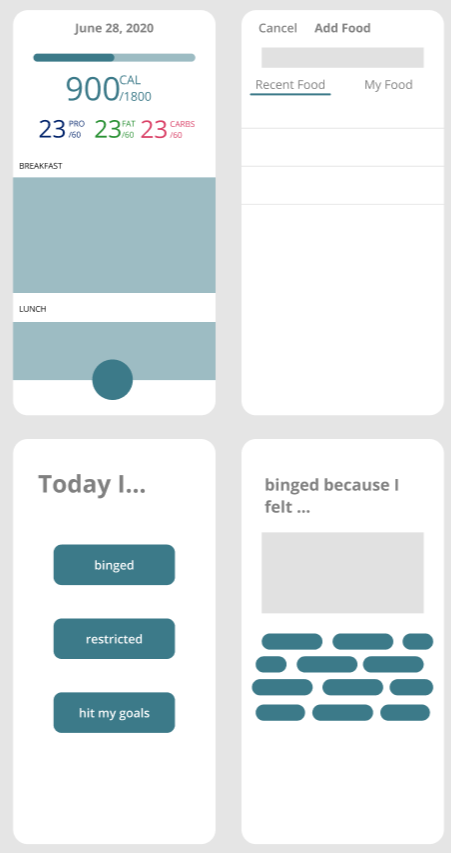 June 28, 2020
900 CAL
/1800
23 PRO /60 23 FAT /60 23 CARBS /60
BREAKFAST
LUNCH
Cancel Add Food
Recent Food My Food
Today I...
binged
restricted
hit my goals
binged because I
felt ...